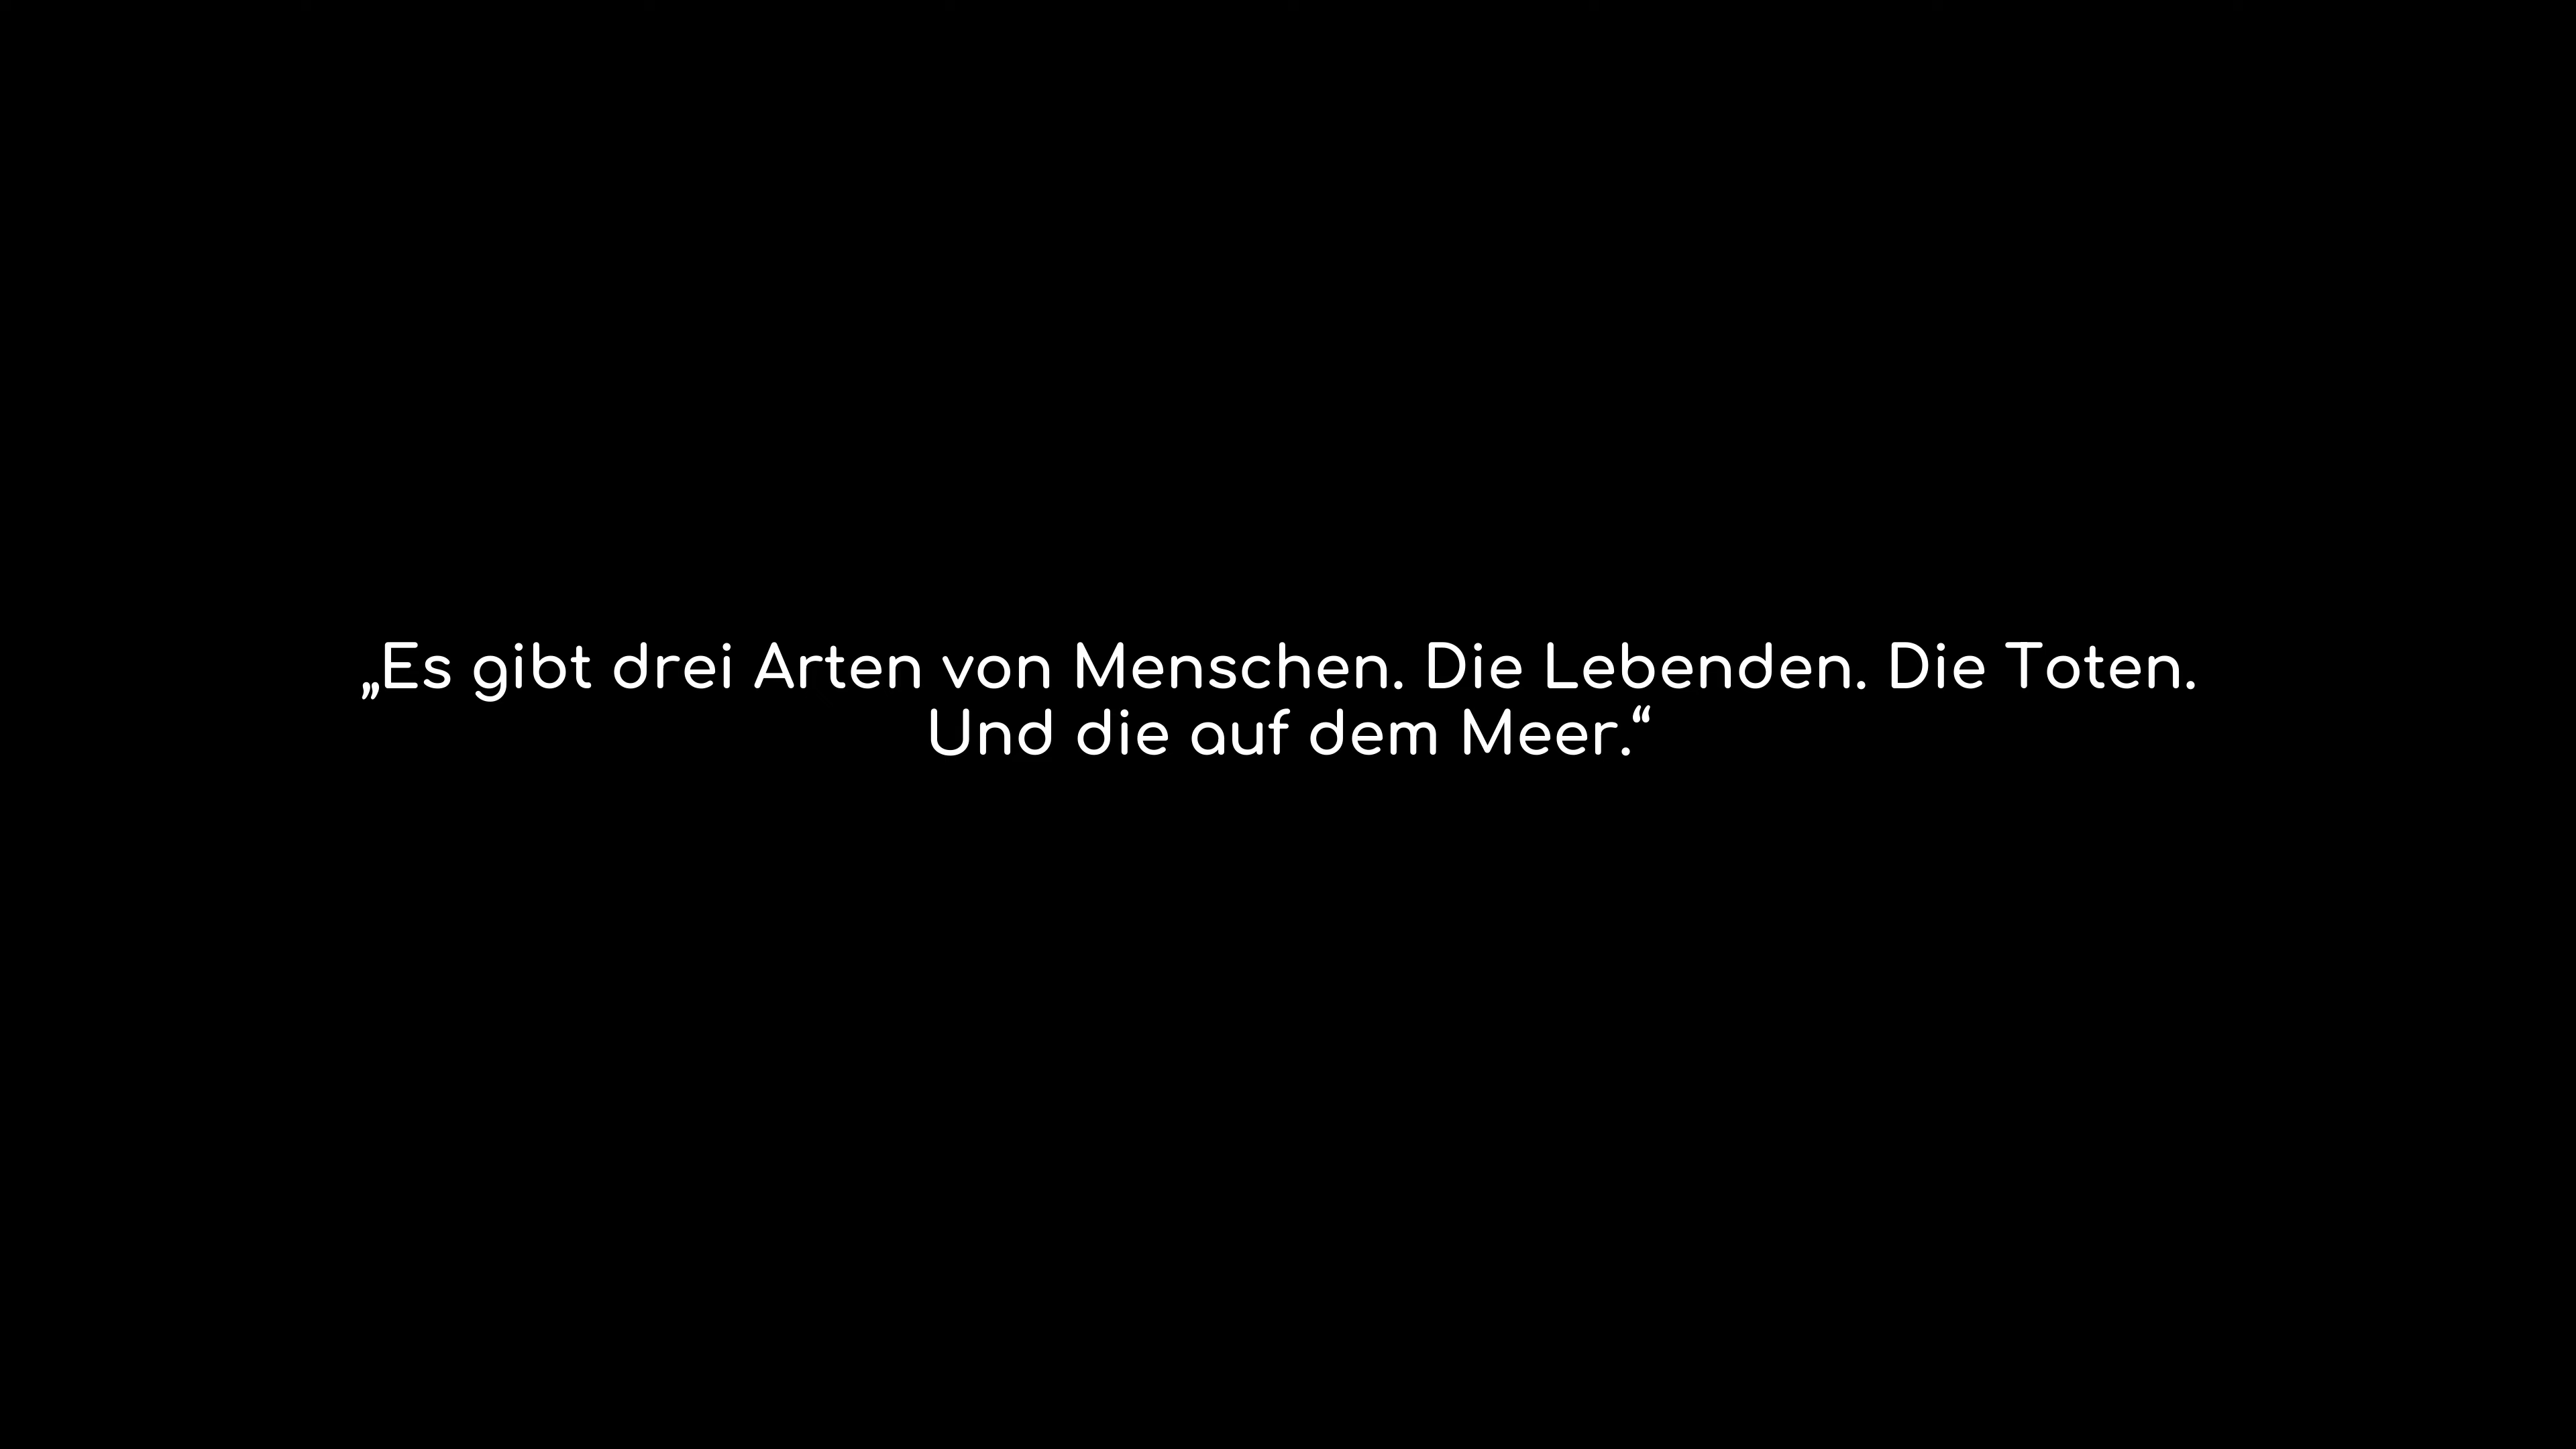 „Es gibt drei Arten von Menschen. Die Lebenden. Die Toten.
Und die auf dem Meer.“